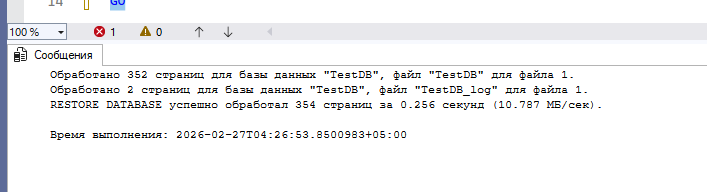 14 GO
100 % 1 0
Сообщения
Обработано 352 страниц для базы данных "TestDB", файл "TestDB" для файла 1.
Обработано 2 страниц для базы данных "TestDB", файл "TestDB_log" для файла 1.
RESTORE DATABASE успешно обработал 354 страниц за 0.256 секунд (10.787 МБ/сек).
Время выполнения: 2026-02-27T04:26:53.8500983+05:00